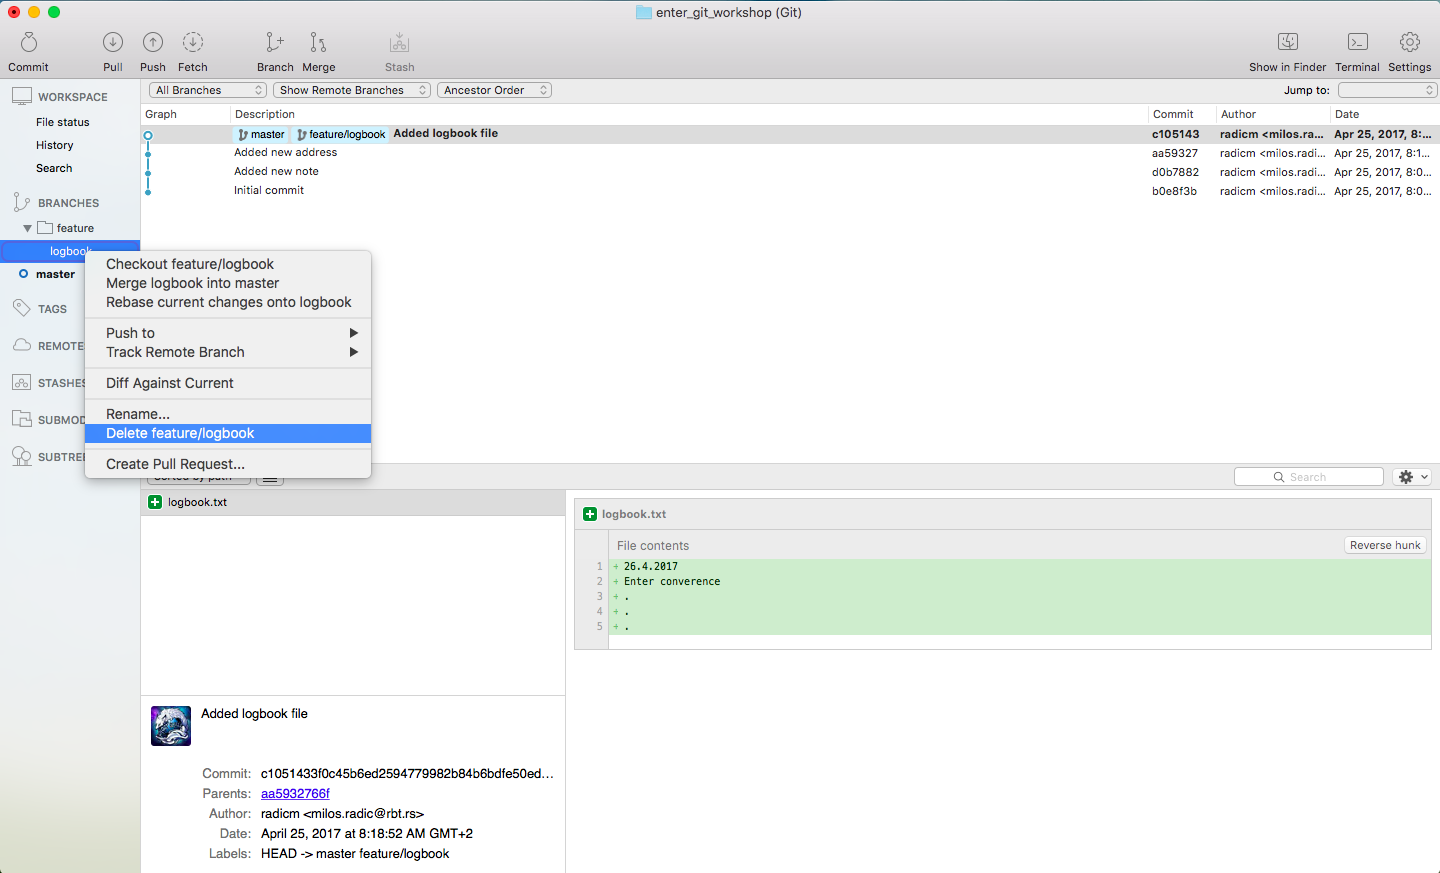 enter_git_workshop (Git)
Commit Pull Push Fetch Branch Merge Stash Show in Finder Terminal Settings
All Branches Show Remote Branches Ancestor Order Jump to:
Graph Description Commit Author Date
master feature/logbook Added logbook file c105143 radicm <milos.ra... Apr 25, 2017, 8:...
Added new address aa59327 radicm <milos.radi... Apr 25, 2017, 8:1...
Added new note d0b7882 radicm <milos.radi... Apr 25, 2017, 8:0...
Initial commit b0e8f3b radicm <milos.radi... Apr 25, 2017, 8:0...
WORKSPACE
File status
History
Search
BRANCHES
feature
logbook
master
TAGS
REMOTE
STASHES
SUBMOD
SUBTREE
Checkout feature/logbook
Merge logbook into master
Rebase current changes onto logbook
Push to
Track Remote Branch
Diff Against Current
Rename...
Delete feature/logbook
Create Pull Request...
Sorted by path
Search
logbook.txt
logbook.txt
File contents Reverse hunk
1 + 26.4.2017
2 + Enter converence
3 + .
4 + .
5 + .
Added logbook file
Commit: c1051433f0c45b6ed2594779982b84b6bdfe50ed...
Parents: aa5932766f
Author: radicm <milos.radic@rbt.rs>
Date: April 25, 2017 at 8:18:52 AM GMT+2
Labels: HEAD -> master feature/logbook